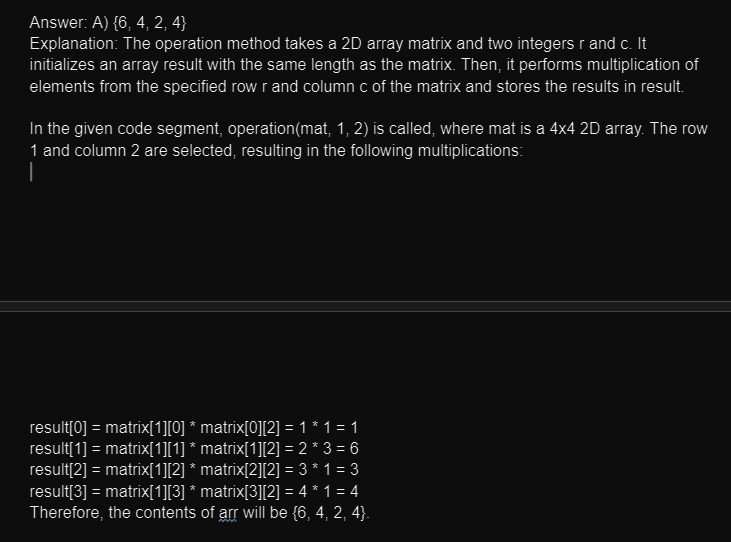 Answer: A) {6, 4, 2, 4}
Explanation: The operation method takes a 2D array matrix and two integers r and c. It
initializes an array result with the same length as the matrix. Then, it performs multiplication of
elements from the specified row r and column c of the matrix and stores the results in result.
In the given code segment, operation(mat, 1, 2) is called, where mat is a 4x4 2D array. The row
1 and column 2 are selected, resulting in the following multiplications:
result[0] = matrix[1][0] * matrix[0][2] = 1 * 1 = 1
result[1] = matrix[1][1] * matrix[1][2] = 2 * 3 = 6
result[2] = matrix[1][2] * matrix[2][2] = 3 * 1 = 3
result[3] = matrix[1][3] * matrix[3][2] = 4 * 1 = 4
Therefore, the contents of arr will be {6, 4, 2, 4}.